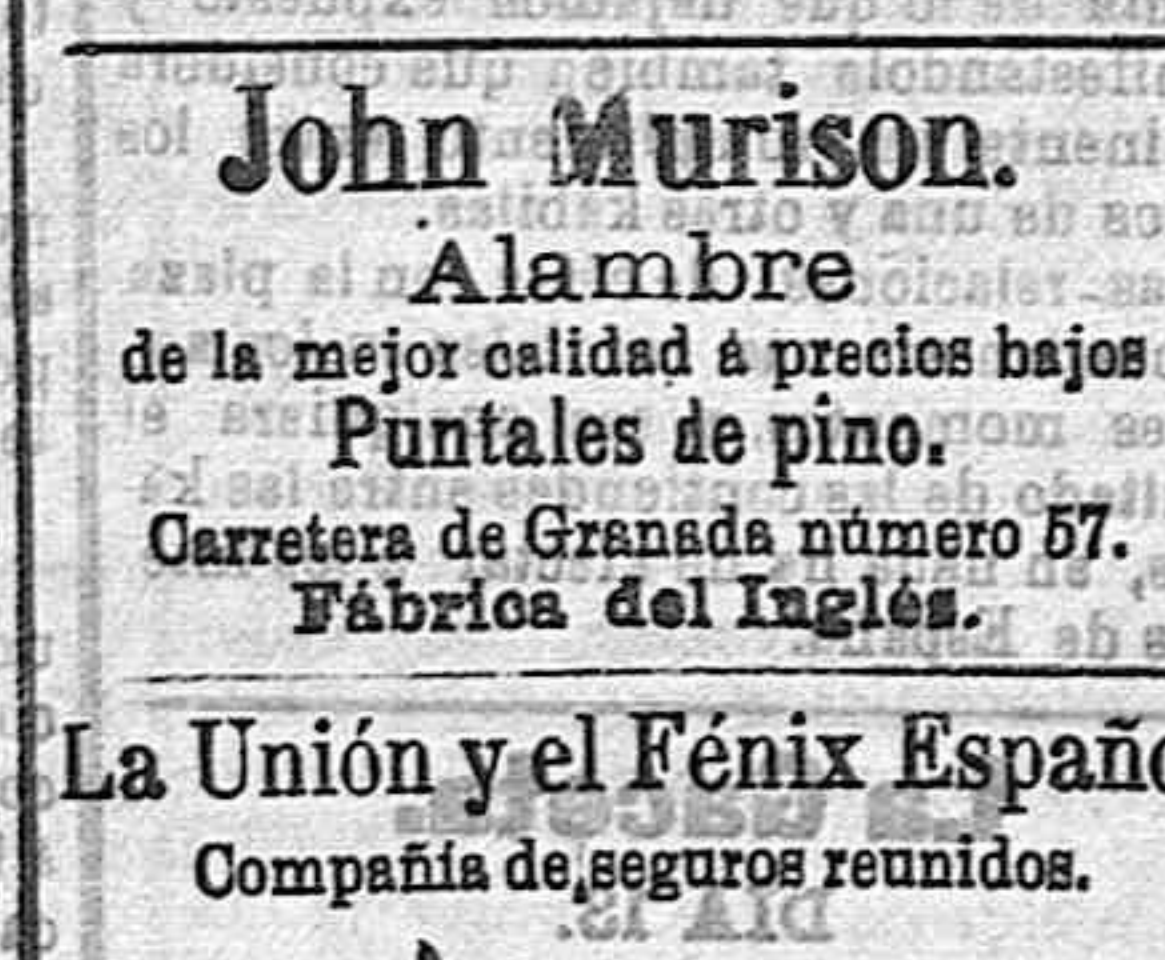 John Murison.
Alambre
de la mejor calidad á precios bajos
Puntales de pino.
Carretera de Granada número 57.
Fábrica del Inglés.
La Unión y el Fénix Españo
Compañía de seguros reunidos.